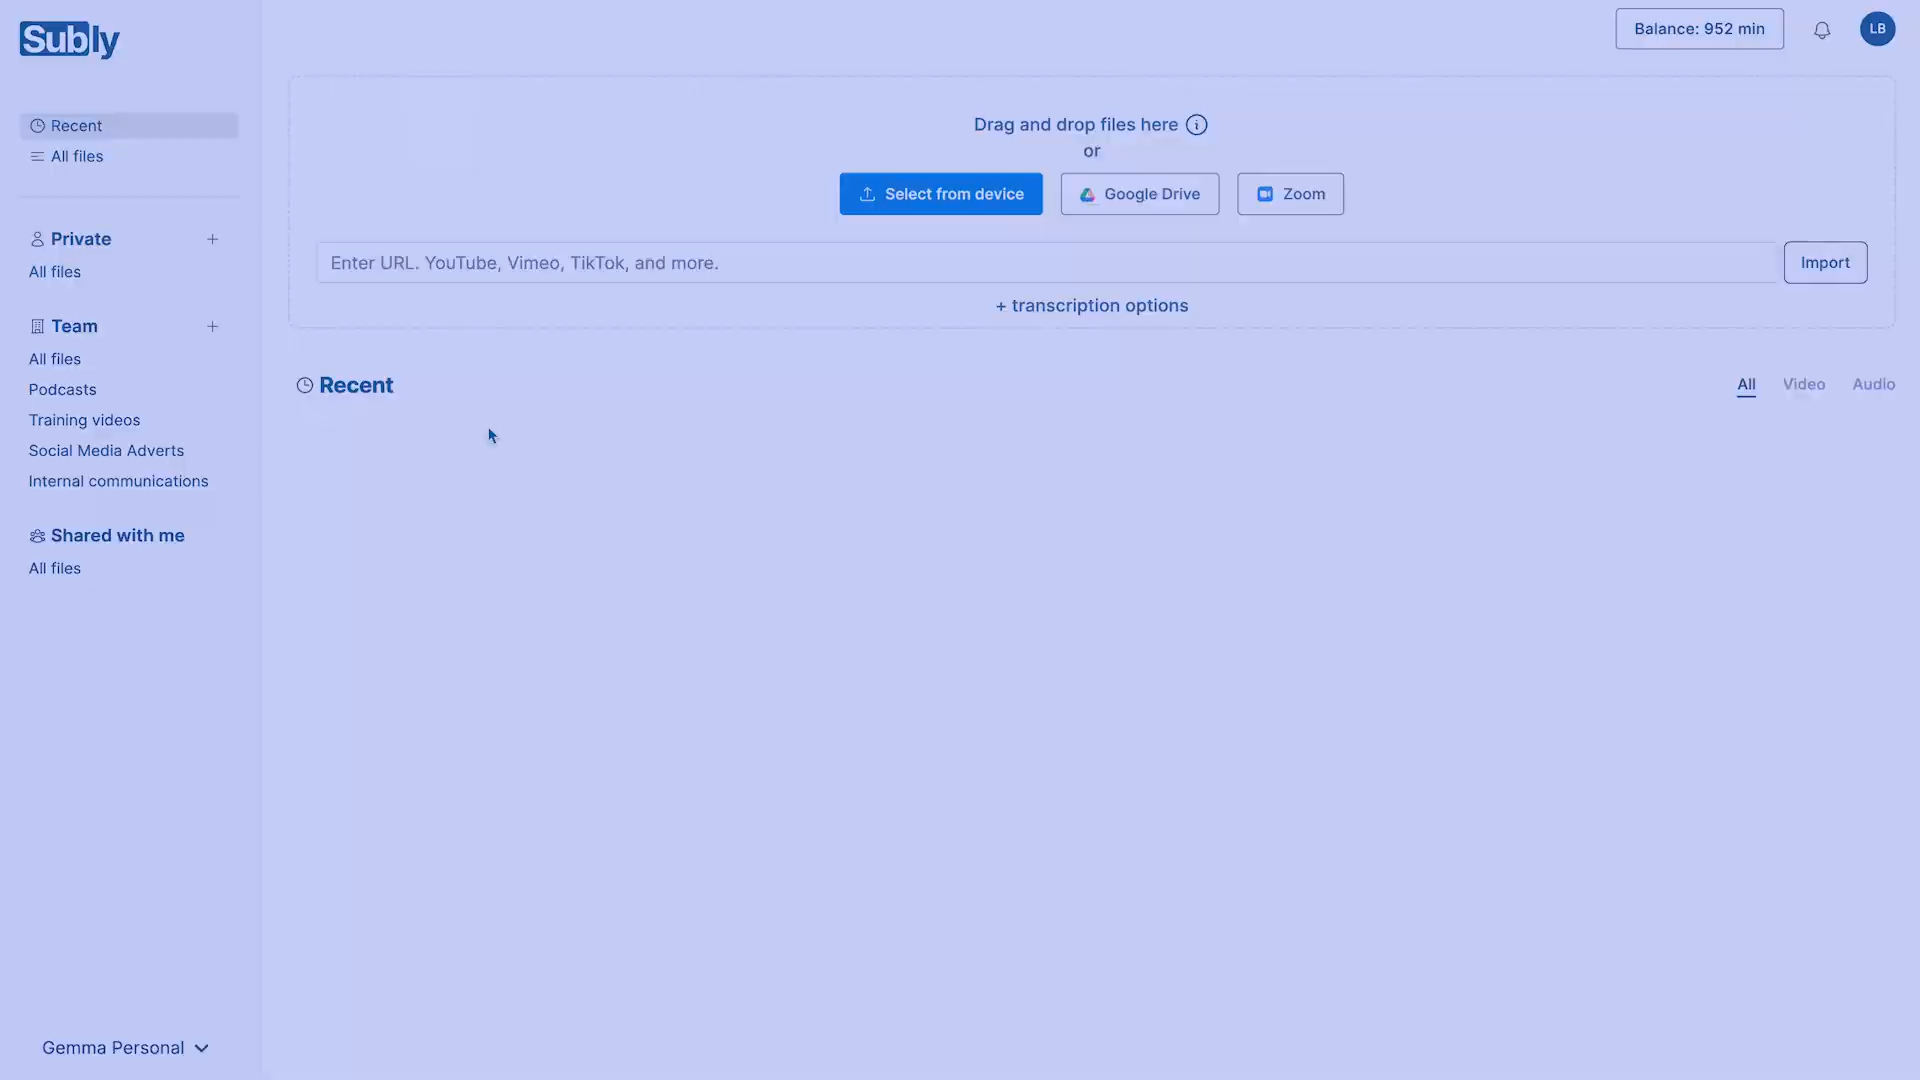 Subly
Balance: 952 min
LB
Recent
All files
Private
All files
Team
All files
Podcasts
Training videos
Social Media Adverts
Internal communications
Shared with me
All files
Gemma Personal
Drag and drop files here
or
Select from device
Google Drive
Zoom
Enter URL. YouTube, Vimeo, TikTok, and more.
Import
+ transcription options
Recent
All
Video
Audio